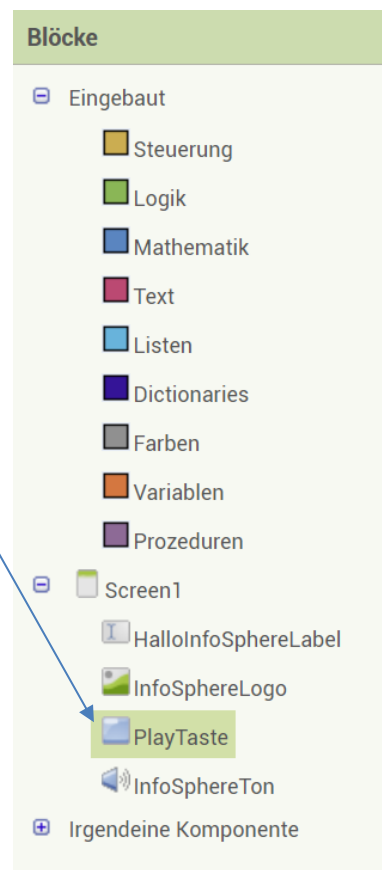 Blöcke
Eingebaut
Steuerung
Logik
Mathematik
Text
Listen
Dictionaries
Farben
Variablen
Prozeduren
Screen1
HalloInfoSphereLabel
InfoSphereLogo
PlayTaste
InfoSphereTon
Irgendeine Komponente